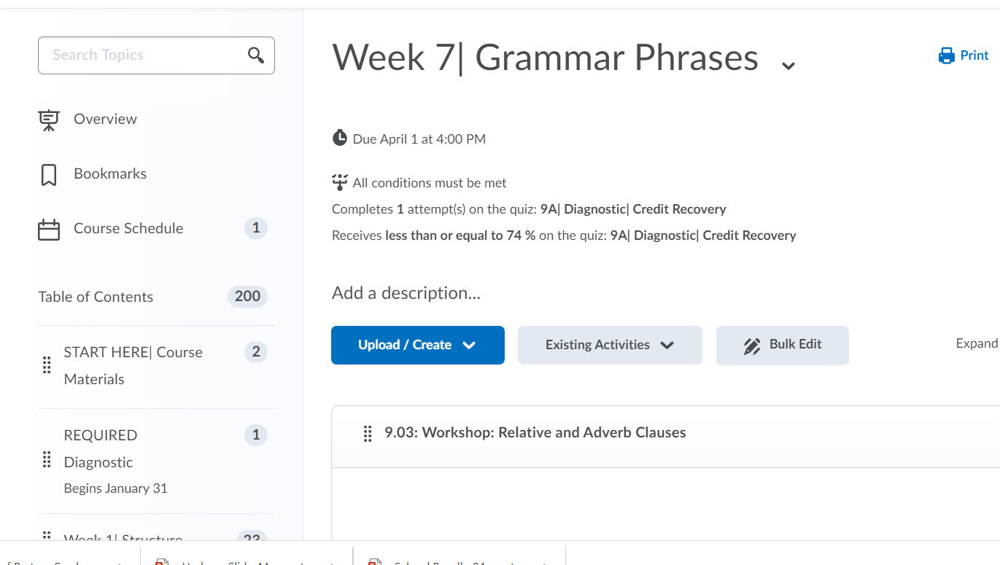 Search Topics
Overview
Bookmarks
Course Schedule 1
Table of Contents 200
START HERE| Course 2
Materials
REQUIRED 1
Diagnostic
Begins January 31
Week 1| Structure 23
Week 7| Grammar Phrases
Print
Due April 1 at 4:00 PM
All conditions must be met
Completes 1 attempt(s) on the quiz: 9A| Diagnostic| Credit Recovery
Receives less than or equal to 74 % on the quiz: 9A| Diagnostic| Credit Recovery
Add a description...
Upload / Create
Existing Activities
Bulk Edit
Expand
9.03: Workshop: Relative and Adverb Clauses